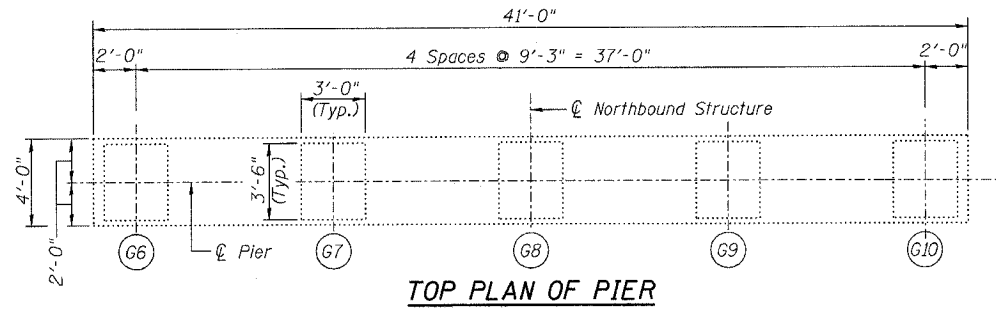 41'-0"
2'-0"
4 Spaces @ 9'-3" = 37'-0"
2'-0"
3'-0"
(Typ.)
℄ Northbound Structure
4'-0"
2'-0"
3'-6"
(Typ.)
℄ Pier
G6
G7
G8
G9
G10
TOP PLAN OF PIER